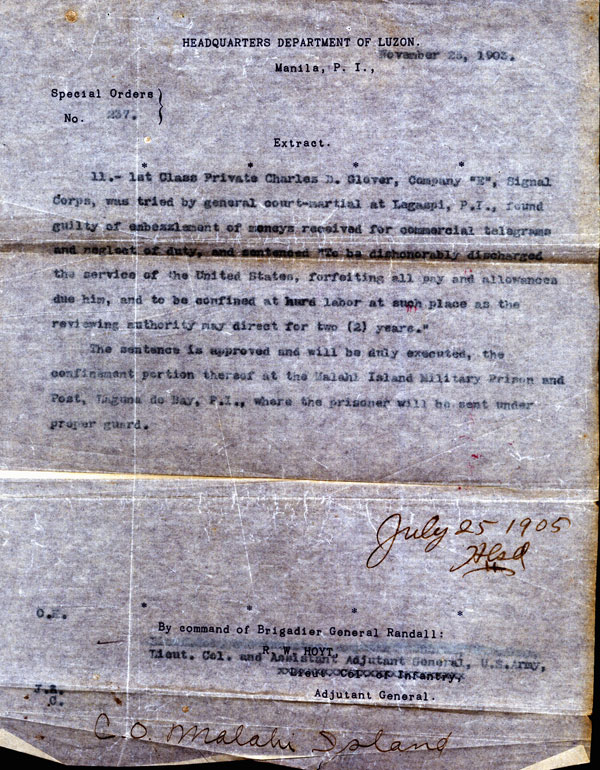 HEADQUARTERS DEPARTMENT OF LUZON.
November 25, 1903.
Manila, P. I.,
Special Orders
No. 237.
Extract.
* * * *
11.- 1st Class Private Charles D. Glover, Company "E", Signal
Corps, was tried by general court-martial at Legaspi, P.I., found
guilty of embezzlement of moneys received for commercial telegrams
and neglect of duty, and sentenced "To be dishonorably discharged
the service of the United States, forfeiting all pay and allowances
due him, and to be confined at hard labor at such place as the
reviewing authority may direct for two (2) years."
The sentence is approved and will be duly executed, the
confinement portion thereof at the Malahi Island Military Prison and
Post, Laguna de Bay, P.I., where the prisoner will be sent under
proper guard.
July 25 1905
* * * *
By command of Brigadier General Randall:
R. W. HOYT,
Lieut. Col. and Assistant Adjutant General, U.S.Army,
Lieut. Col. of Infantry,
Adjutant General.
J.A.
C.
C.O. Malahi Island